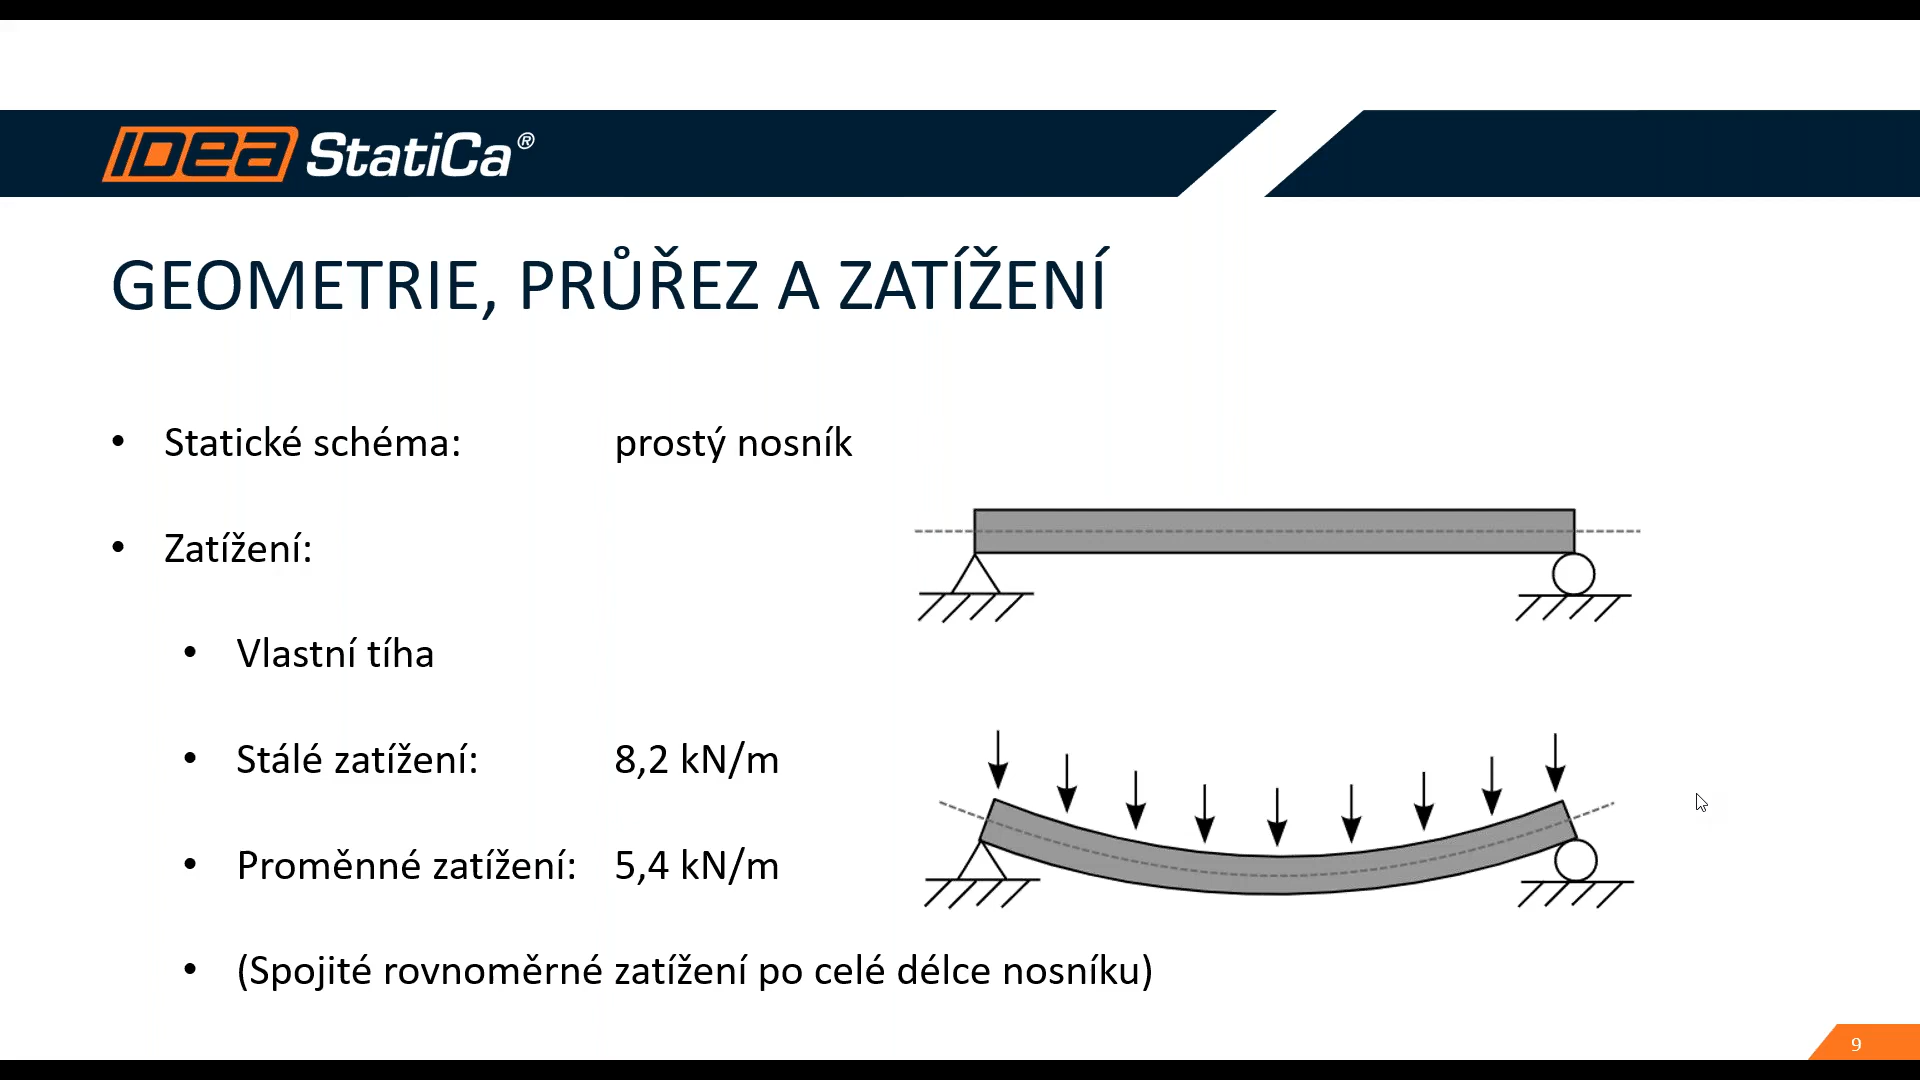 IDEA StatiCa®
GEOMETRIE, PRŮŘEZ A ZATÍŽENÍ
• Statické schéma: prostý nosník
• Zatížení:
• Vlastní tíha
• Stálé zatížení: 8,2 kN/m
• Proměnné zatížení: 5,4 kN/m
• (Spojité rovnoměrné zatížení po celé délce nosníku)
9